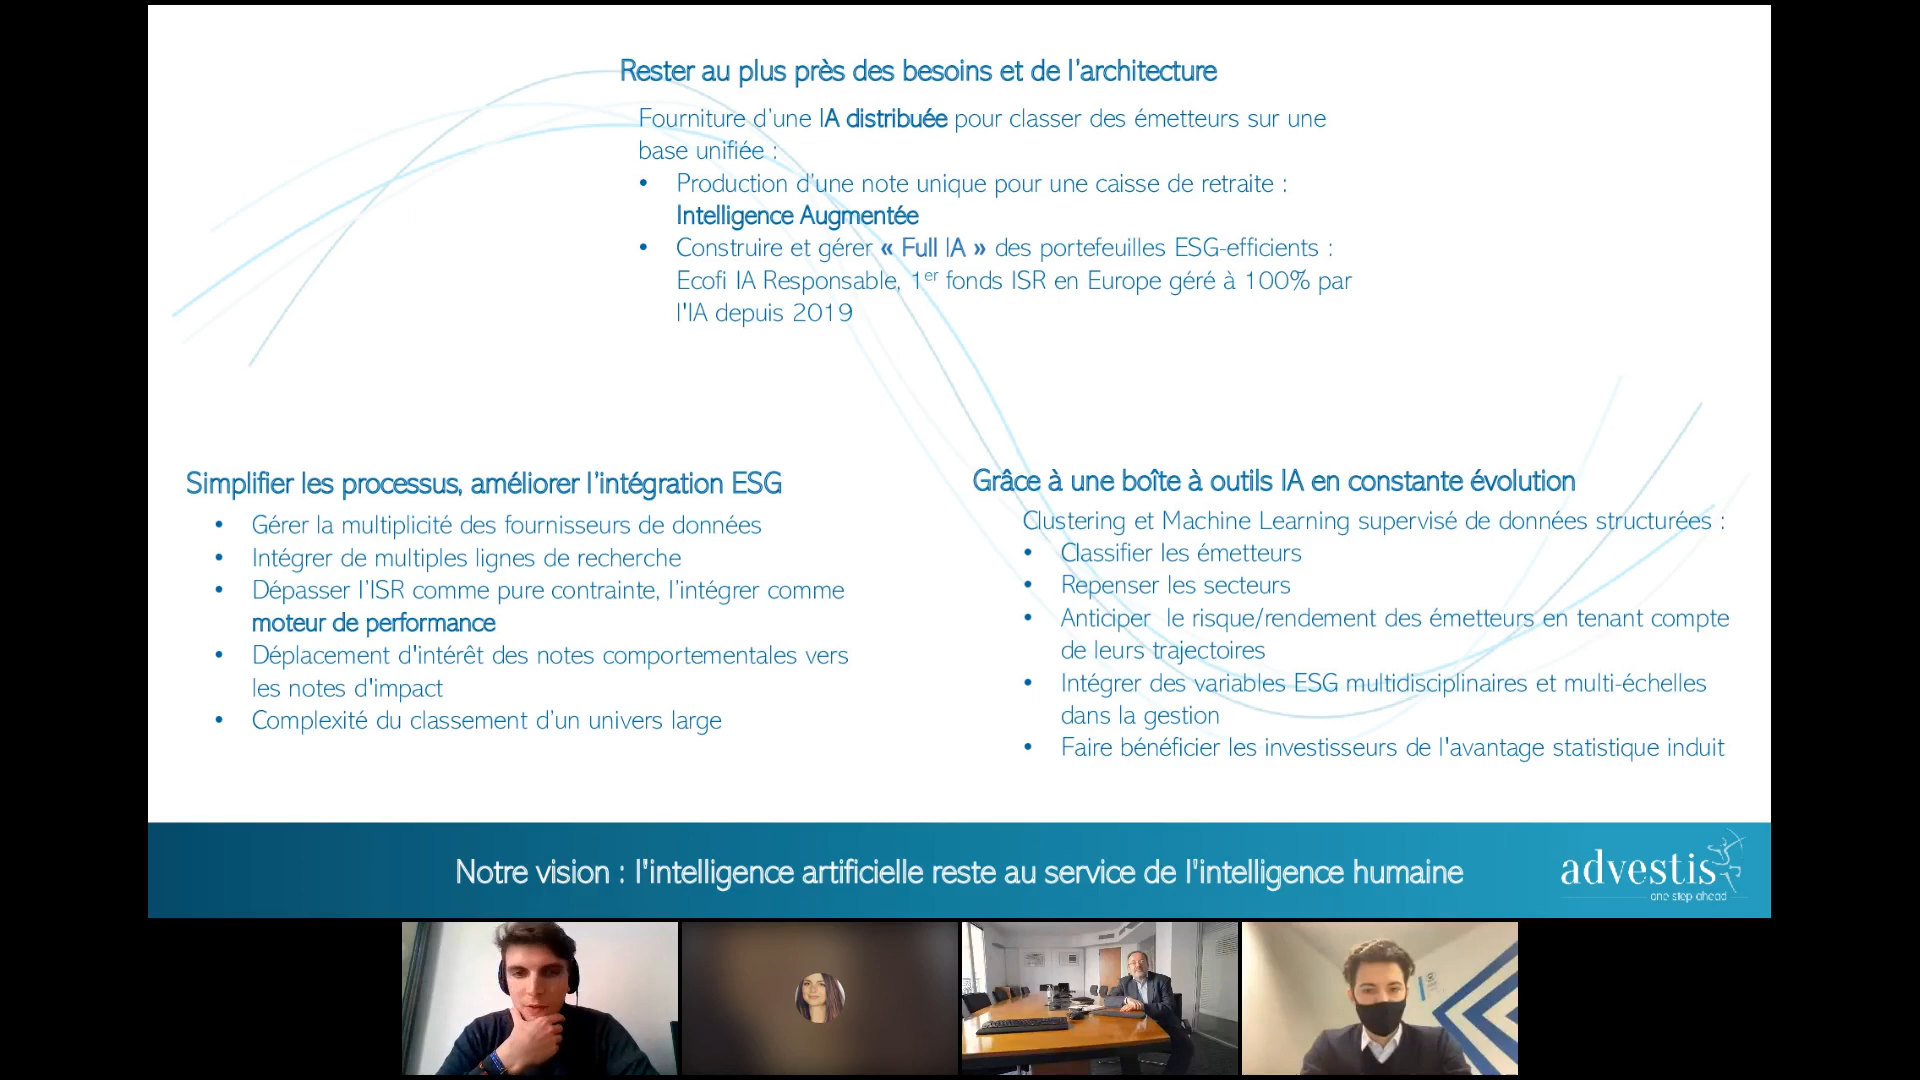 Rester au plus près des besoins et de l’architecture
Fourniture d’une IA distribuée pour classer des émetteurs sur une
base unifiée :
• Production d’une note unique pour une caisse de retraite :
Intelligence Augmentée
• Construire et gérer « Full IA » des portefeuilles ESG-efficients :
Ecofi IA Responsable, 1er fonds ISR en Europe géré à 100% par
l'IA depuis 2019
Simplifier les processus, améliorer l’intégration ESG
• Gérer la multiplicité des fournisseurs de données
• Intégrer de multiples lignes de recherche
• Dépasser l’ISR comme pure contrainte, l’intégrer comme
moteur de performance
• Déplacement d'intérêt des notes comportementales vers
les notes d'impact
• Complexité du classement d’un univers large
Grâce à une boîte à outils IA en constante évolution
Clustering et Machine Learning supervisé de données structurées :
• Classifier les émetteurs
• Repenser les secteurs
• Anticiper le risque/rendement des émetteurs en tenant compte
de leurs trajectoires
• Intégrer des variables ESG multidisciplinaires et multi-échelles
dans la gestion
• Faire bénéficier les investisseurs de l'avantage statistique induit
Notre vision : l'intelligence artificielle reste au service de l'intelligence humaine
advestis
one step ahead